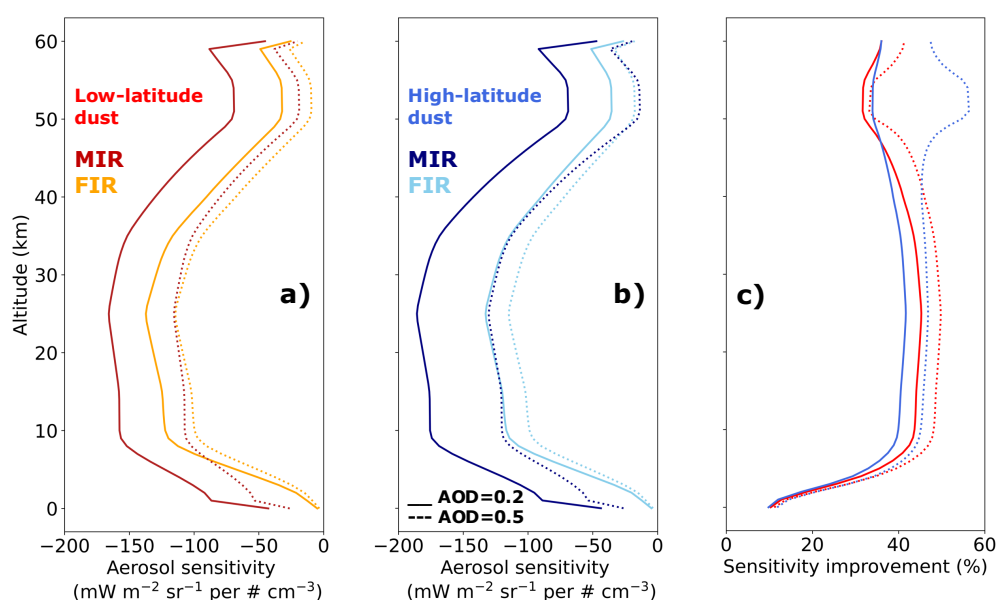 60
50
40
30
20
10
0
Altitude (km)
Low-latitude
dust
MIR
FIR
a)
−200 −150 −100 −50 0
Aerosol sensitivity
(mW m⁻² sr⁻¹ per # cm⁻³)
High-latitude
dust
MIR
FIR
b)
AOD=0.2
AOD=0.5
−200 −150 −100 −50 0
Aerosol sensitivity
(mW m⁻² sr⁻¹ per # cm⁻³)
c)
0 20 40 60
Sensitivity improvement (%)